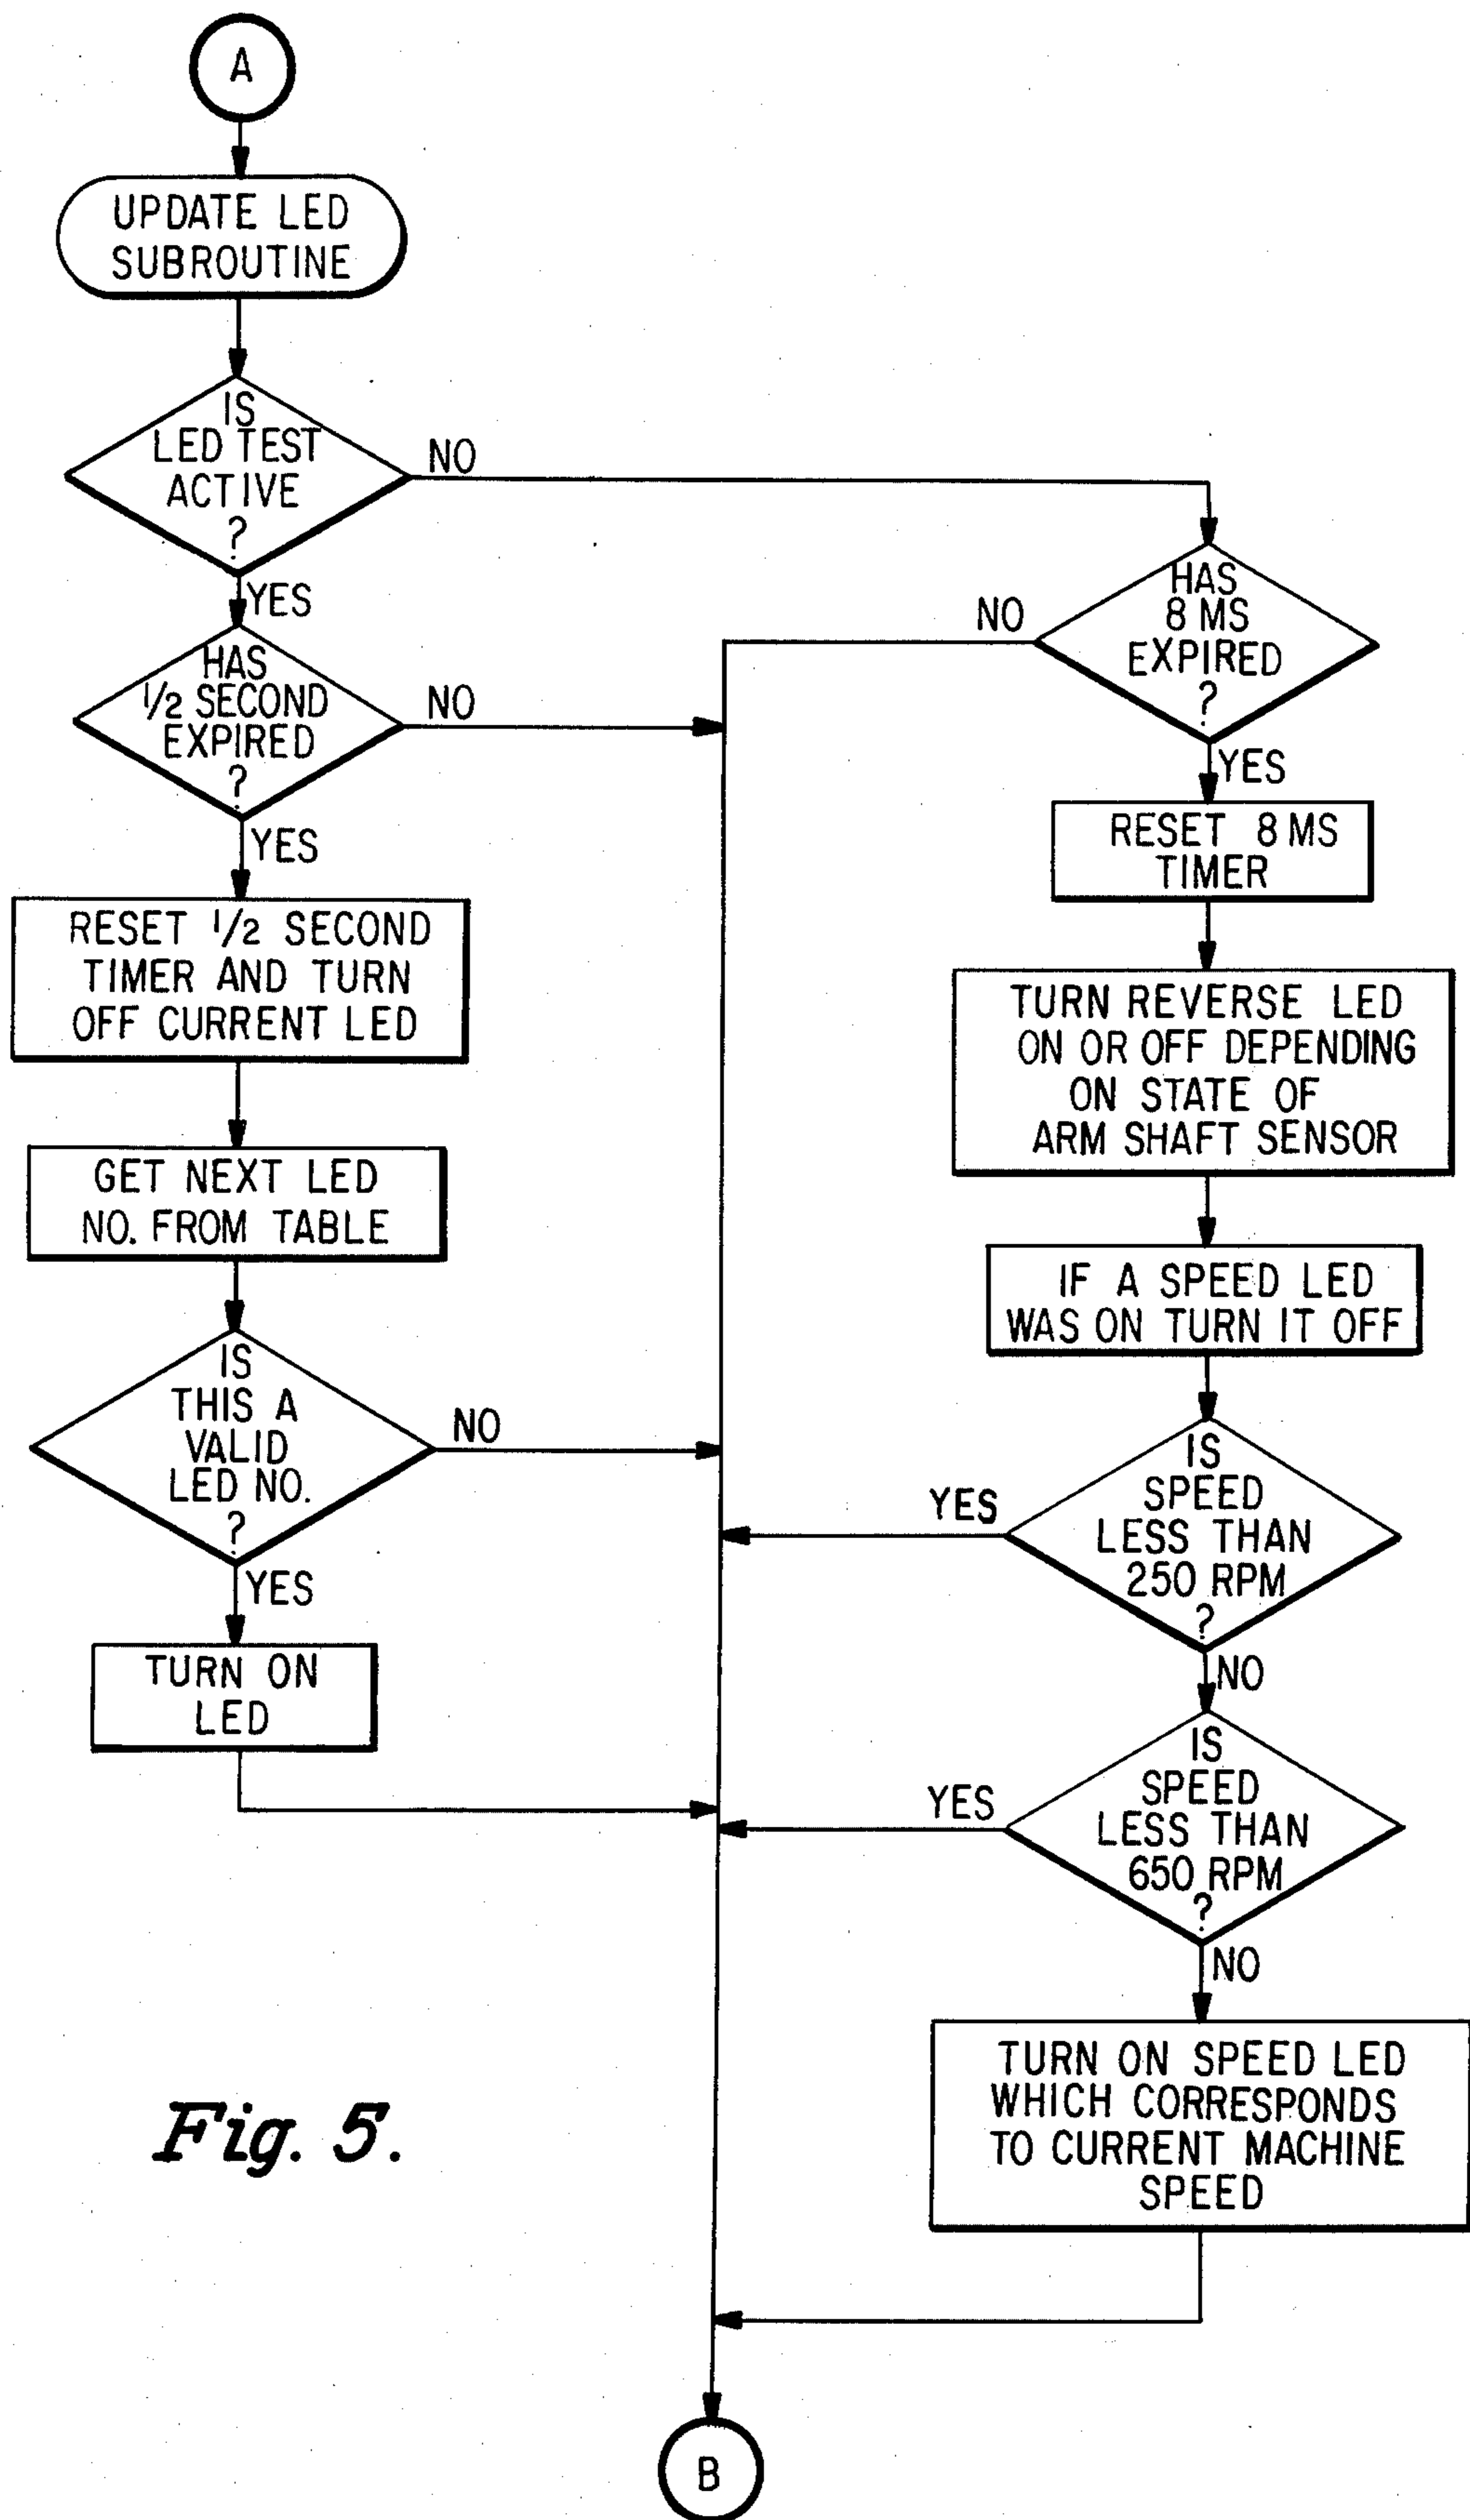 A
UPDATE LED
SUBROUTINE
IS
LED TEST
ACTIVE
?
NO
YES
HAS
1/2 SECOND
EXPIRED
?
NO
YES
RESET 1/2 SECOND
TIMER AND TURN
OFF CURRENT LED
GET NEXT LED
NO. FROM TABLE
IS
THIS A
VALID
LED NO.
?
NO
YES
TURN ON
LED
HAS
8 MS
EXPIRED
?
NO
YES
RESET 8 MS
TIMER
TURN REVERSE LED
ON OR OFF DEPENDING
ON STATE OF
ARM SHAFT SENSOR
IF A SPEED LED
WAS ON TURN IT OFF
IS
SPEED
LESS THAN
250 RPM
?
YES
NO
IS
SPEED
LESS THAN
650 RPM
?
YES
NO
TURN ON SPEED LED
WHICH CORRESPONDS
TO CURRENT MACHINE
SPEED
B
Fig. 5.